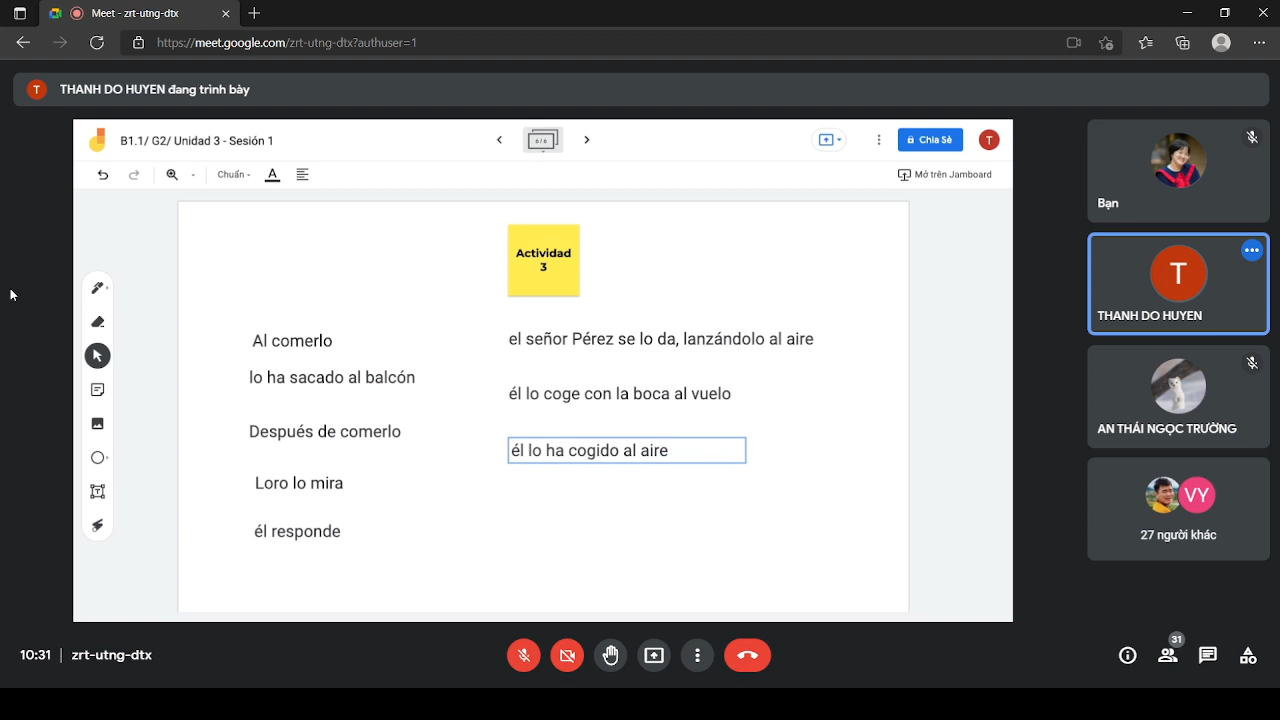 Meet - zrt-utng-dtx
https://meet.google.com/zrt-utng-dtx?authuser=1
T THANH DO HUYEN đang trình bày
B1.1/ G2/ Unidad 3 - Sesión 1
6 / 6
Chia Sẻ
T
Chuẩn
A
Mở trên Jamboard
Actividad
3
Al comerlo
el señor Pérez se lo da, lanzándolo al aire
lo ha sacado al balcón
él lo coge con la boca al vuelo
Después de comerlo
él lo ha cogido al aire
Loro lo mira
él responde
Bạn
T
THANH DO HUYEN
AN THÁI NGỌC TRƯỜNG
VY
27 người khác
10:31 | zrt-utng-dtx
31